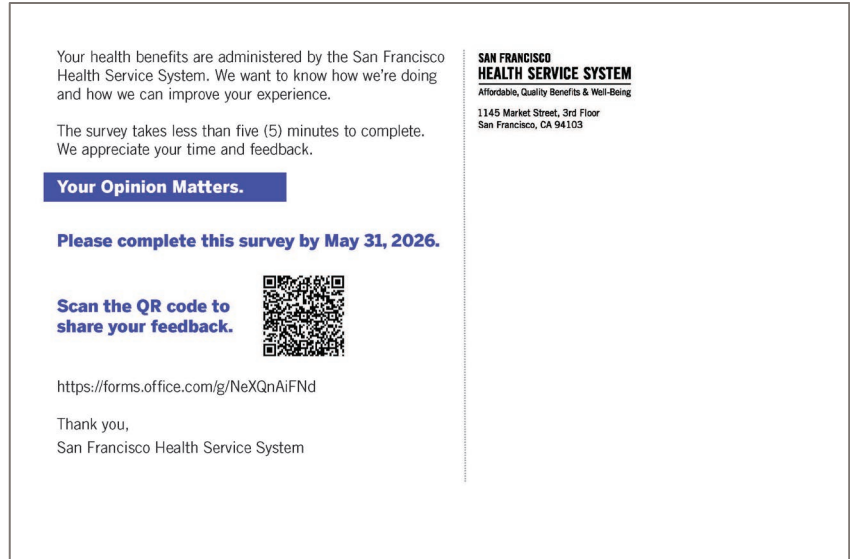 Your health benefits are administered by the San Francisco
Health Service System. We want to know how we're doing
and how we can improve your experience.
The survey takes less than five (5) minutes to complete.
We appreciate your time and feedback.
Your Opinion Matters.
Please complete this survey by May 31, 2026.
Scan the QR code to
share your feedback.
https://forms.office.com/g/NeXQnAiFNd
Thank you,
San Francisco Health Service System
SAN FRANCISCO
HEALTH SERVICE SYSTEM
Affordable, Quality Benefits & Well-Being
1145 Market Street, 3rd Floor
San Francisco, CA 94103